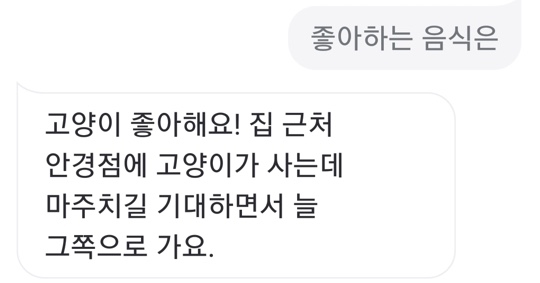 좋아하는 음식은
고양이 좋아해요! 집 근처
안경점에 고양이가 사는데
마주치길 기대하면서 늘
그쪽으로 가요.